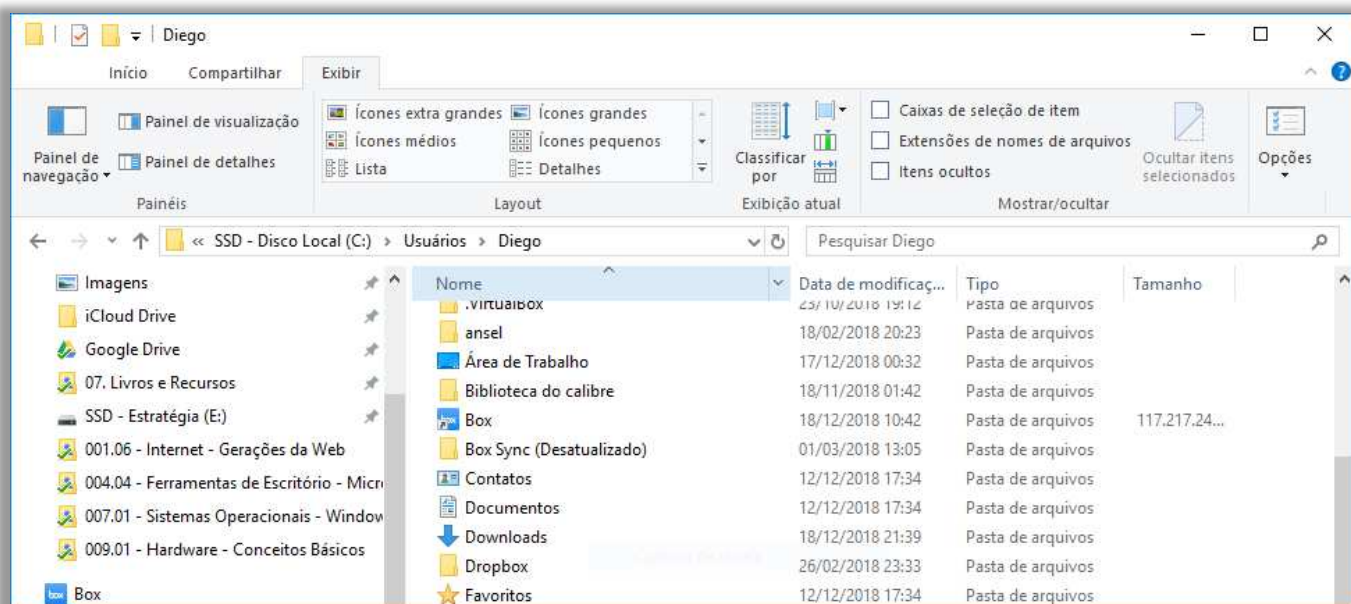 Diego
Início Compartilhar Exibir
Painel de navegação
Painel de visualização
Painel de detalhes
Painéis
Ícones extra grandes Ícones grandes
Ícones médios Ícones pequenos
Lista Detalhes
Layout
Classificar por
Exibição atual
Caixas de seleção de item
Extensões de nomes de arquivos
Itens ocultos
Ocultar itens selecionados
Mostrar/ocultar
Opções
« SSD - Disco Local (C:) › Usuários › Diego
Pesquisar Diego
Imagens
iCloud Drive
Google Drive
07. Livros e Recursos
SSD - Estratégia (E:)
001.06 - Internet - Gerações da Web
004.04 - Ferramentas de Escritório - Micr
007.01 - Sistemas Operacionais - Window
009.01 - Hardware - Conceitos Básicos
Box
Nome Data de modificaç... Tipo Tamanho
.VirtualBox 23/10/2018 19:12 Pasta de arquivos
ansel 18/02/2018 20:23 Pasta de arquivos
Área de Trabalho 17/12/2018 00:32 Pasta de arquivos
Biblioteca do calibre 18/11/2018 01:42 Pasta de arquivos
Box 18/12/2018 10:42 Pasta de arquivos 117.217.24...
Box Sync (Desatualizado) 01/03/2018 13:05 Pasta de arquivos
Contatos 12/12/2018 17:34 Pasta de arquivos
Documentos 12/12/2018 17:34 Pasta de arquivos
Downloads 18/12/2018 21:39 Pasta de arquivos
Dropbox 26/02/2018 23:33 Pasta de arquivos
Favoritos 12/12/2018 17:34 Pasta de arquivos